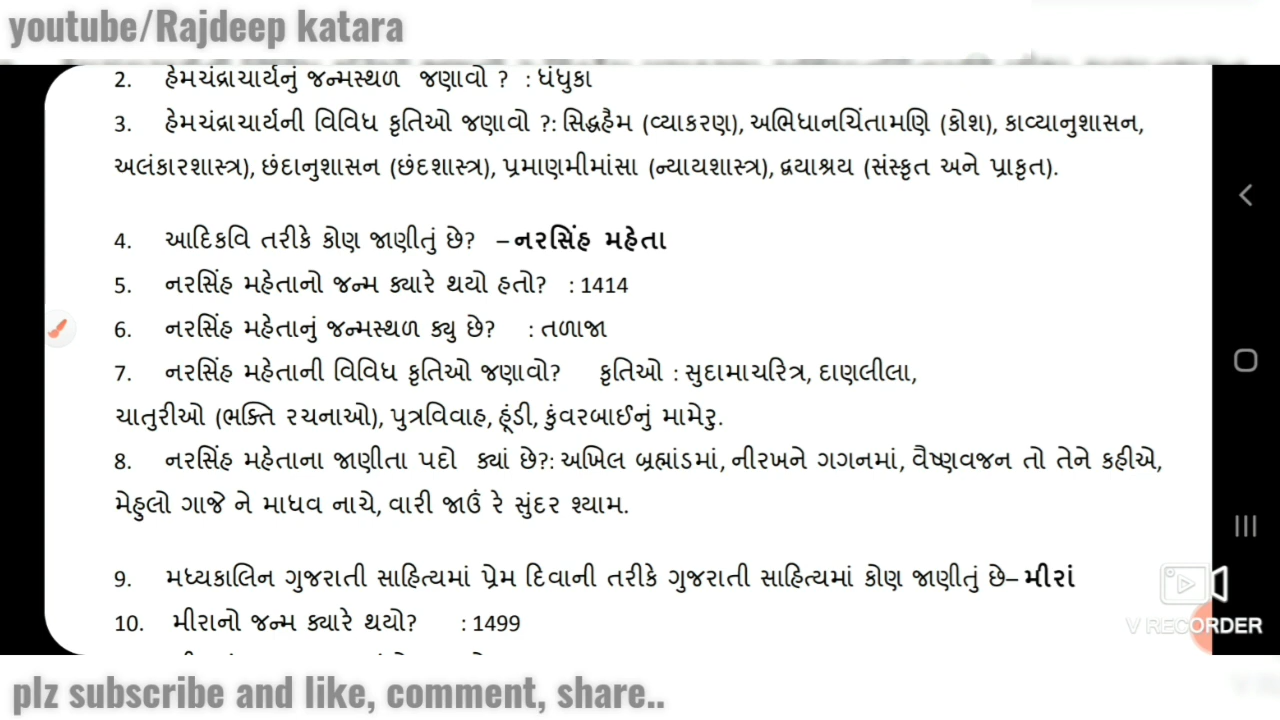 youtube/Rajdeep katara
2. હેમચંદ્રાચાર્યનું જન્મસ્થળ જણાવો ? : ધંધુકા
3. હેમચંદ્રાચાર્યની વિવિધ કૃતિઓ જણાવો ?: સિદ્ધહૈમ (વ્યાકરણ), અભિધાનચિંતામણિ (કોશ), કાવ્યાનુશાસન,
અલંકારશાસ્ત્ર), છંદાનુશાસન (છંદશાસ્ત્ર), પ્રમાણમીમાંસા (ન્યાયશાસ્ત્ર), દ્વયાશ્રય (સંસ્કૃત અને પ્રાકૃત).
4. આદિકવિ તરીકે કોણ જાણીતું છે? – નરસિંહ મહેતા
5. નરસિંહ મહેતાનો જન્મ ક્યારે થયો હતો? : 1414
6. નરસિંહ મહેતાનું જન્મસ્થળ ક્યુ છે? : તળાજા
7. નરસિંહ મહેતાની વિવિધ કૃતિઓ જણાવો? કૃતિઓ : સુદામાચરિત્ર, દાણલીલા,
ચાતુરીઓ (ભક્તિ રચનાઓ), પુત્રવિવાહ, હૂંડી, કુંવરબાઈનું મામેરુ.
8. નરસિંહ મહેતાના જાણીતા પદો ક્યાં છે?: અખિલ બ્રહ્માંડમાં, નીરખને ગગનમાં, વૈષ્ણવજન તો તેને કહીએ,
મેહુલો ગાજે ને માધવ નાચે, વારી જાઉં રે સુંદર શ્યામ.
9. મધ્યકાલિન ગુજરાતી સાહિત્યમાં પ્રેમ દિવાની તરીકે ગુજરાતી સાહિત્યમાં કોણ જાણીતું છે– મીરાં
10. મીરાનો જન્મ ક્યારે થયો? : 1499
V RECORDER
plz subscribe and like, comment, share..